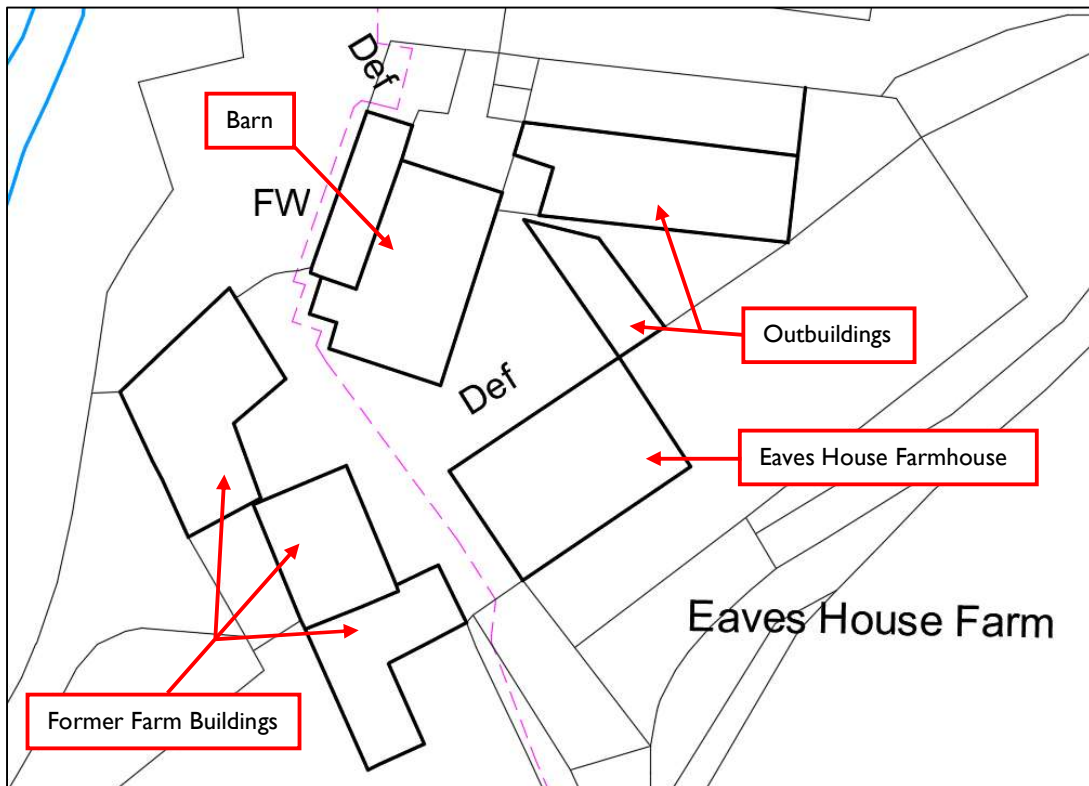 Def
Barn
FW
Outbuildings
Def
Eaves House Farmhouse
Eaves House Farm
Former Farm Buildings